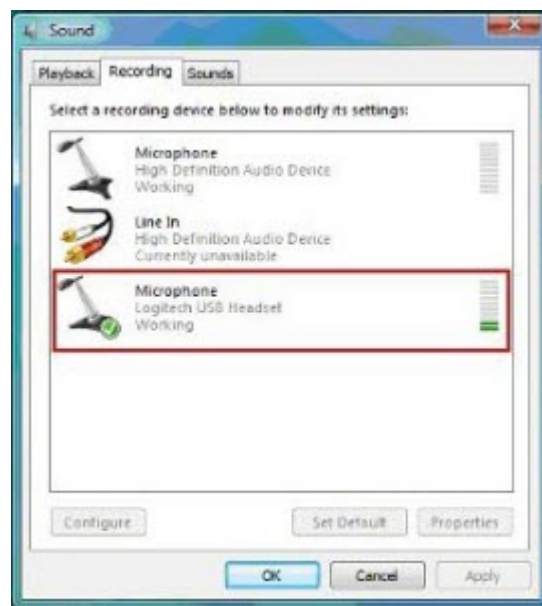 Sound
Playback Recording Sounds
Select a recording device below to modify its settings:
Microphone
High Definition Audio Device
Working
Line In
High Definition Audio Device
Currently unavailable
Microphone
Logitech USB Headset
Working
Configure Set Default Properties
OK Cancel Apply